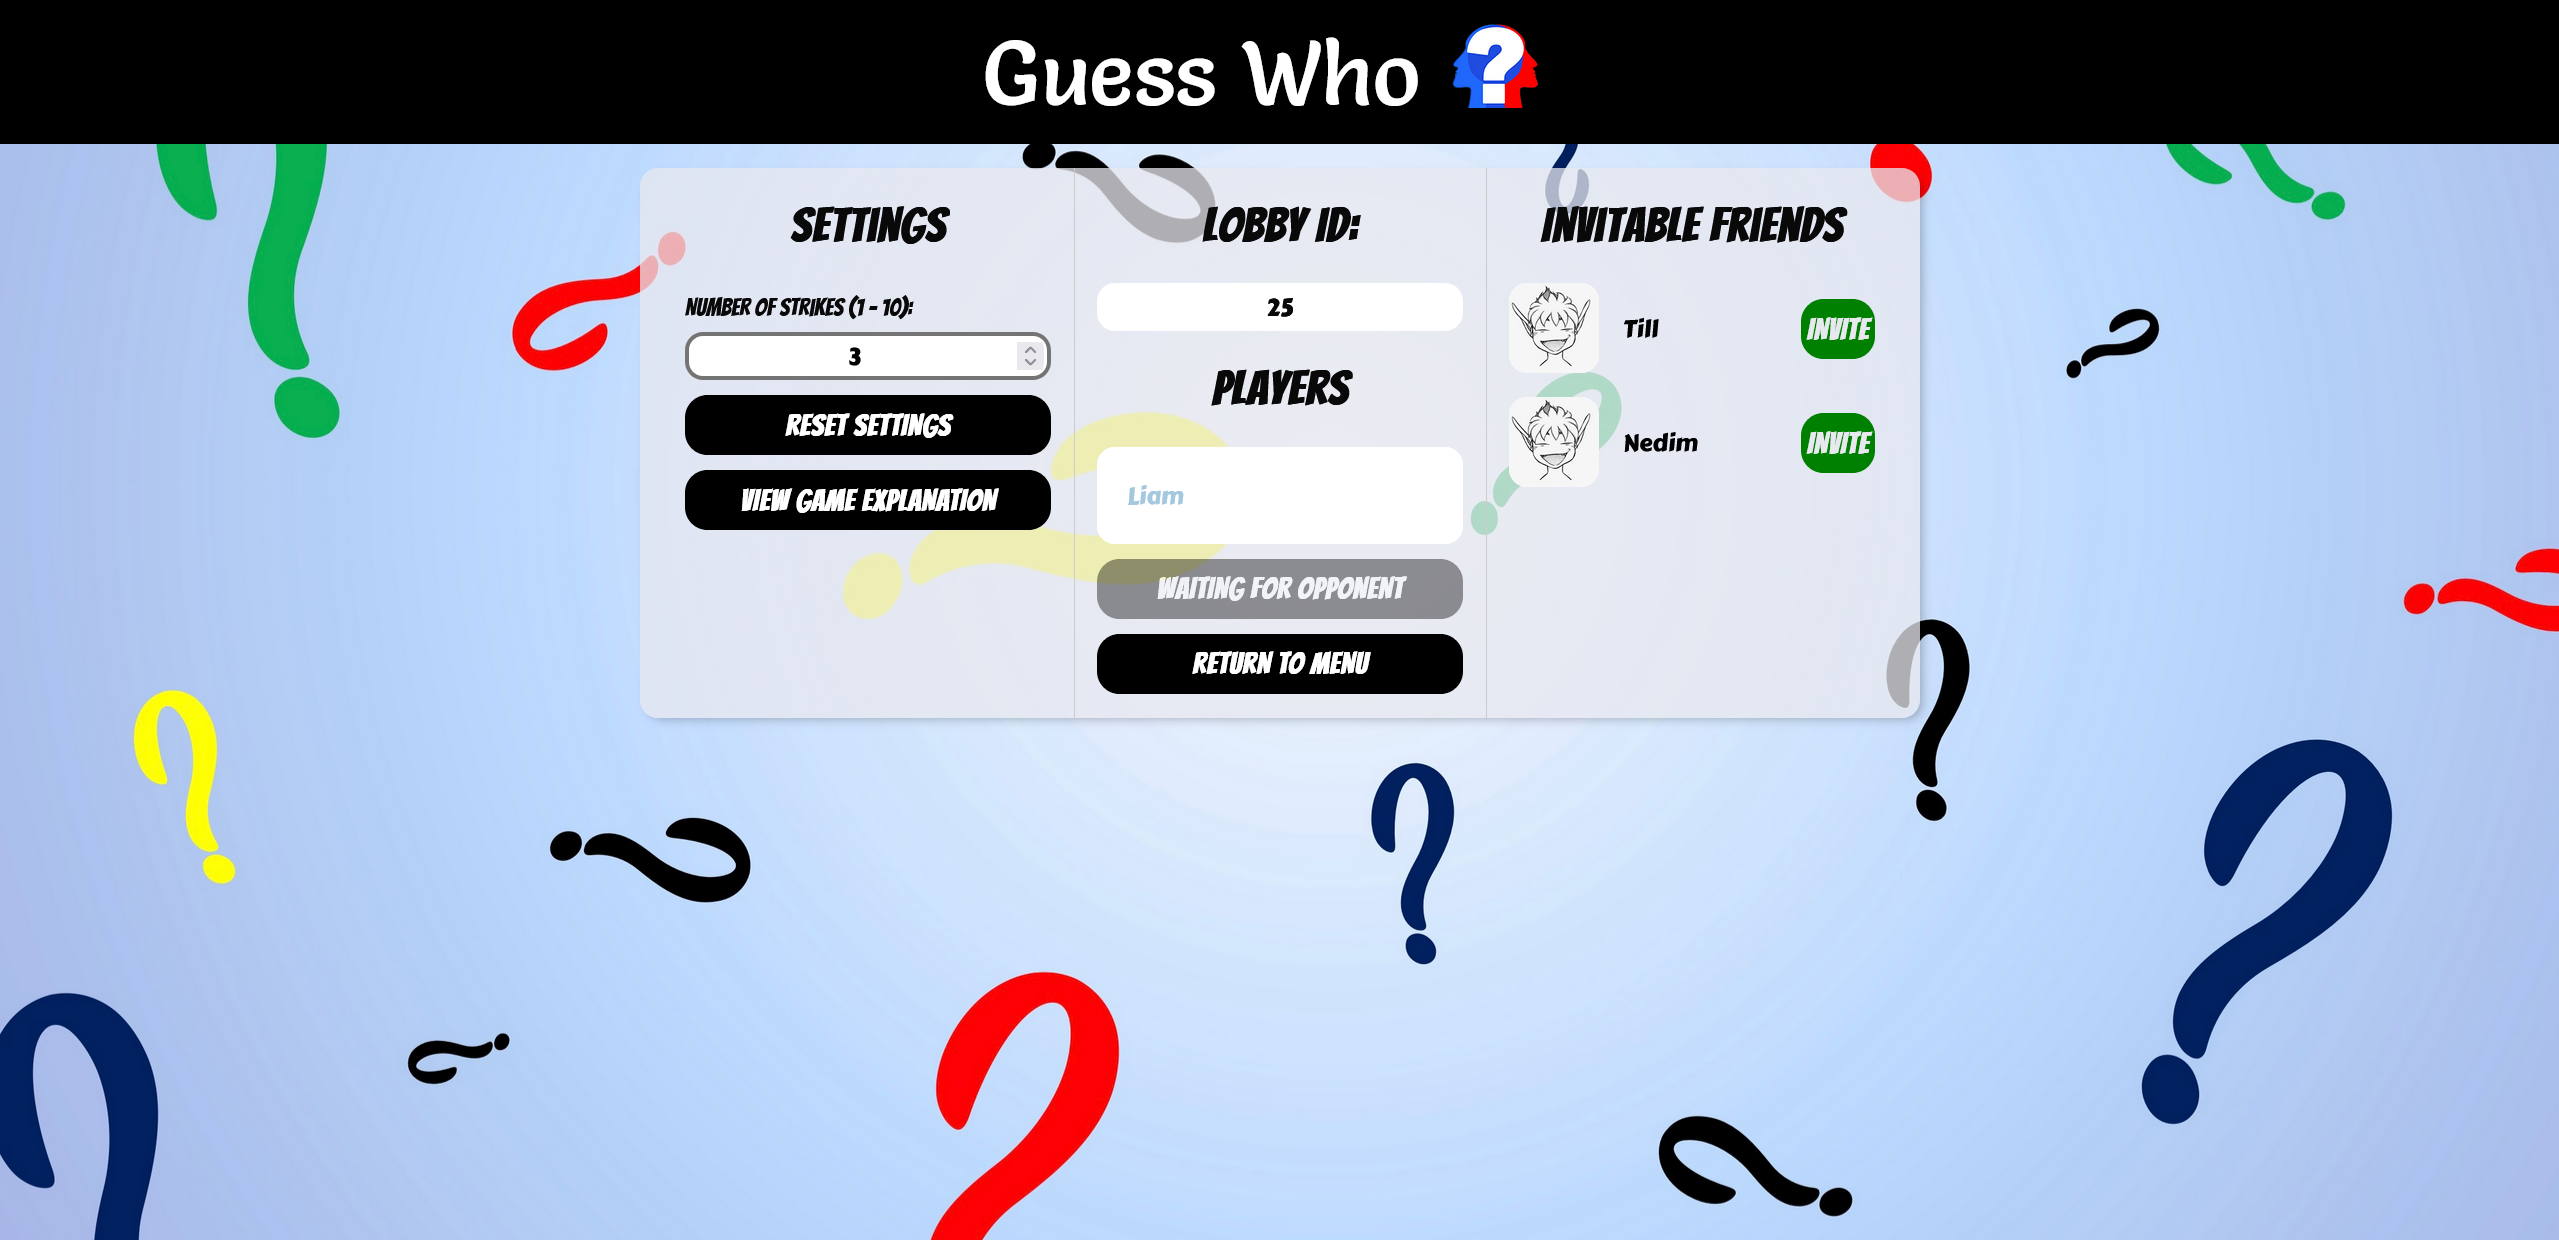 Guess Who
SETTINGS
NUMBER OF STRIKES (1 - 10):
3
RESET SETTINGS
VIEW GAME EXPLANATION
LOBBY ID:
25
PLAYERS
Liam
WAITING FOR OPPONENT
RETURN TO MENU
INVITABLE FRIENDS
Till
INVITE
Nedim
INVITE